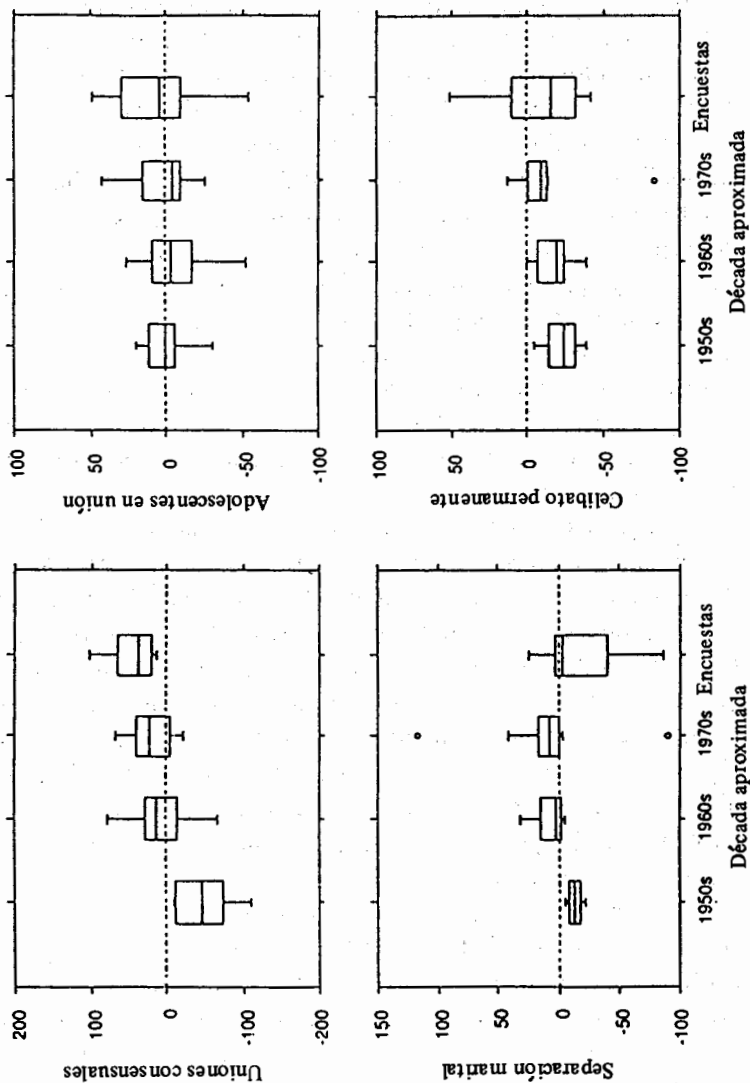 Uniones consensuales
100
0
-100
-200
Adolescentes en unión
100
50
0
-50
-100
Separación marital
150
100
50
0
-50
-100
1950s 1960s 1970s Encuestas
Década aproximada
Celibato permanente
100
50
0
-50
-100
1950s 1960s 1970s Encuestas
Década aproximada